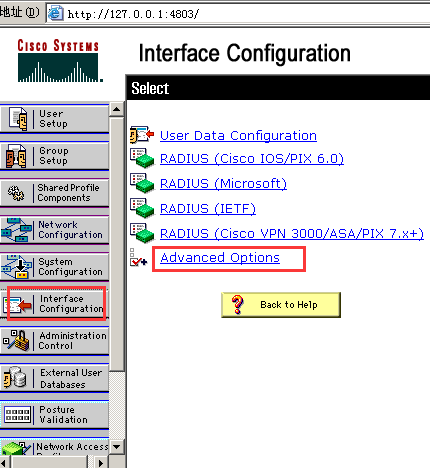 地址(D) http://127.0.0.1:4803/
CISCO SYSTEMS
Interface Configuration
Select
User
Setup
Group
Setup
Shared Profile
Components
Network
Configuration
System
Configuration
Interface
Configuration
Administration
Control
External User
Databases
Posture
Validation
Network Access
User Data Configuration
RADIUS (Cisco IOS/PIX 6.0)
RADIUS (Microsoft)
RADIUS (IETF)
RADIUS (Cisco VPN 3000/ASA/PIX 7.x+)
Advanced Options
Back to Help